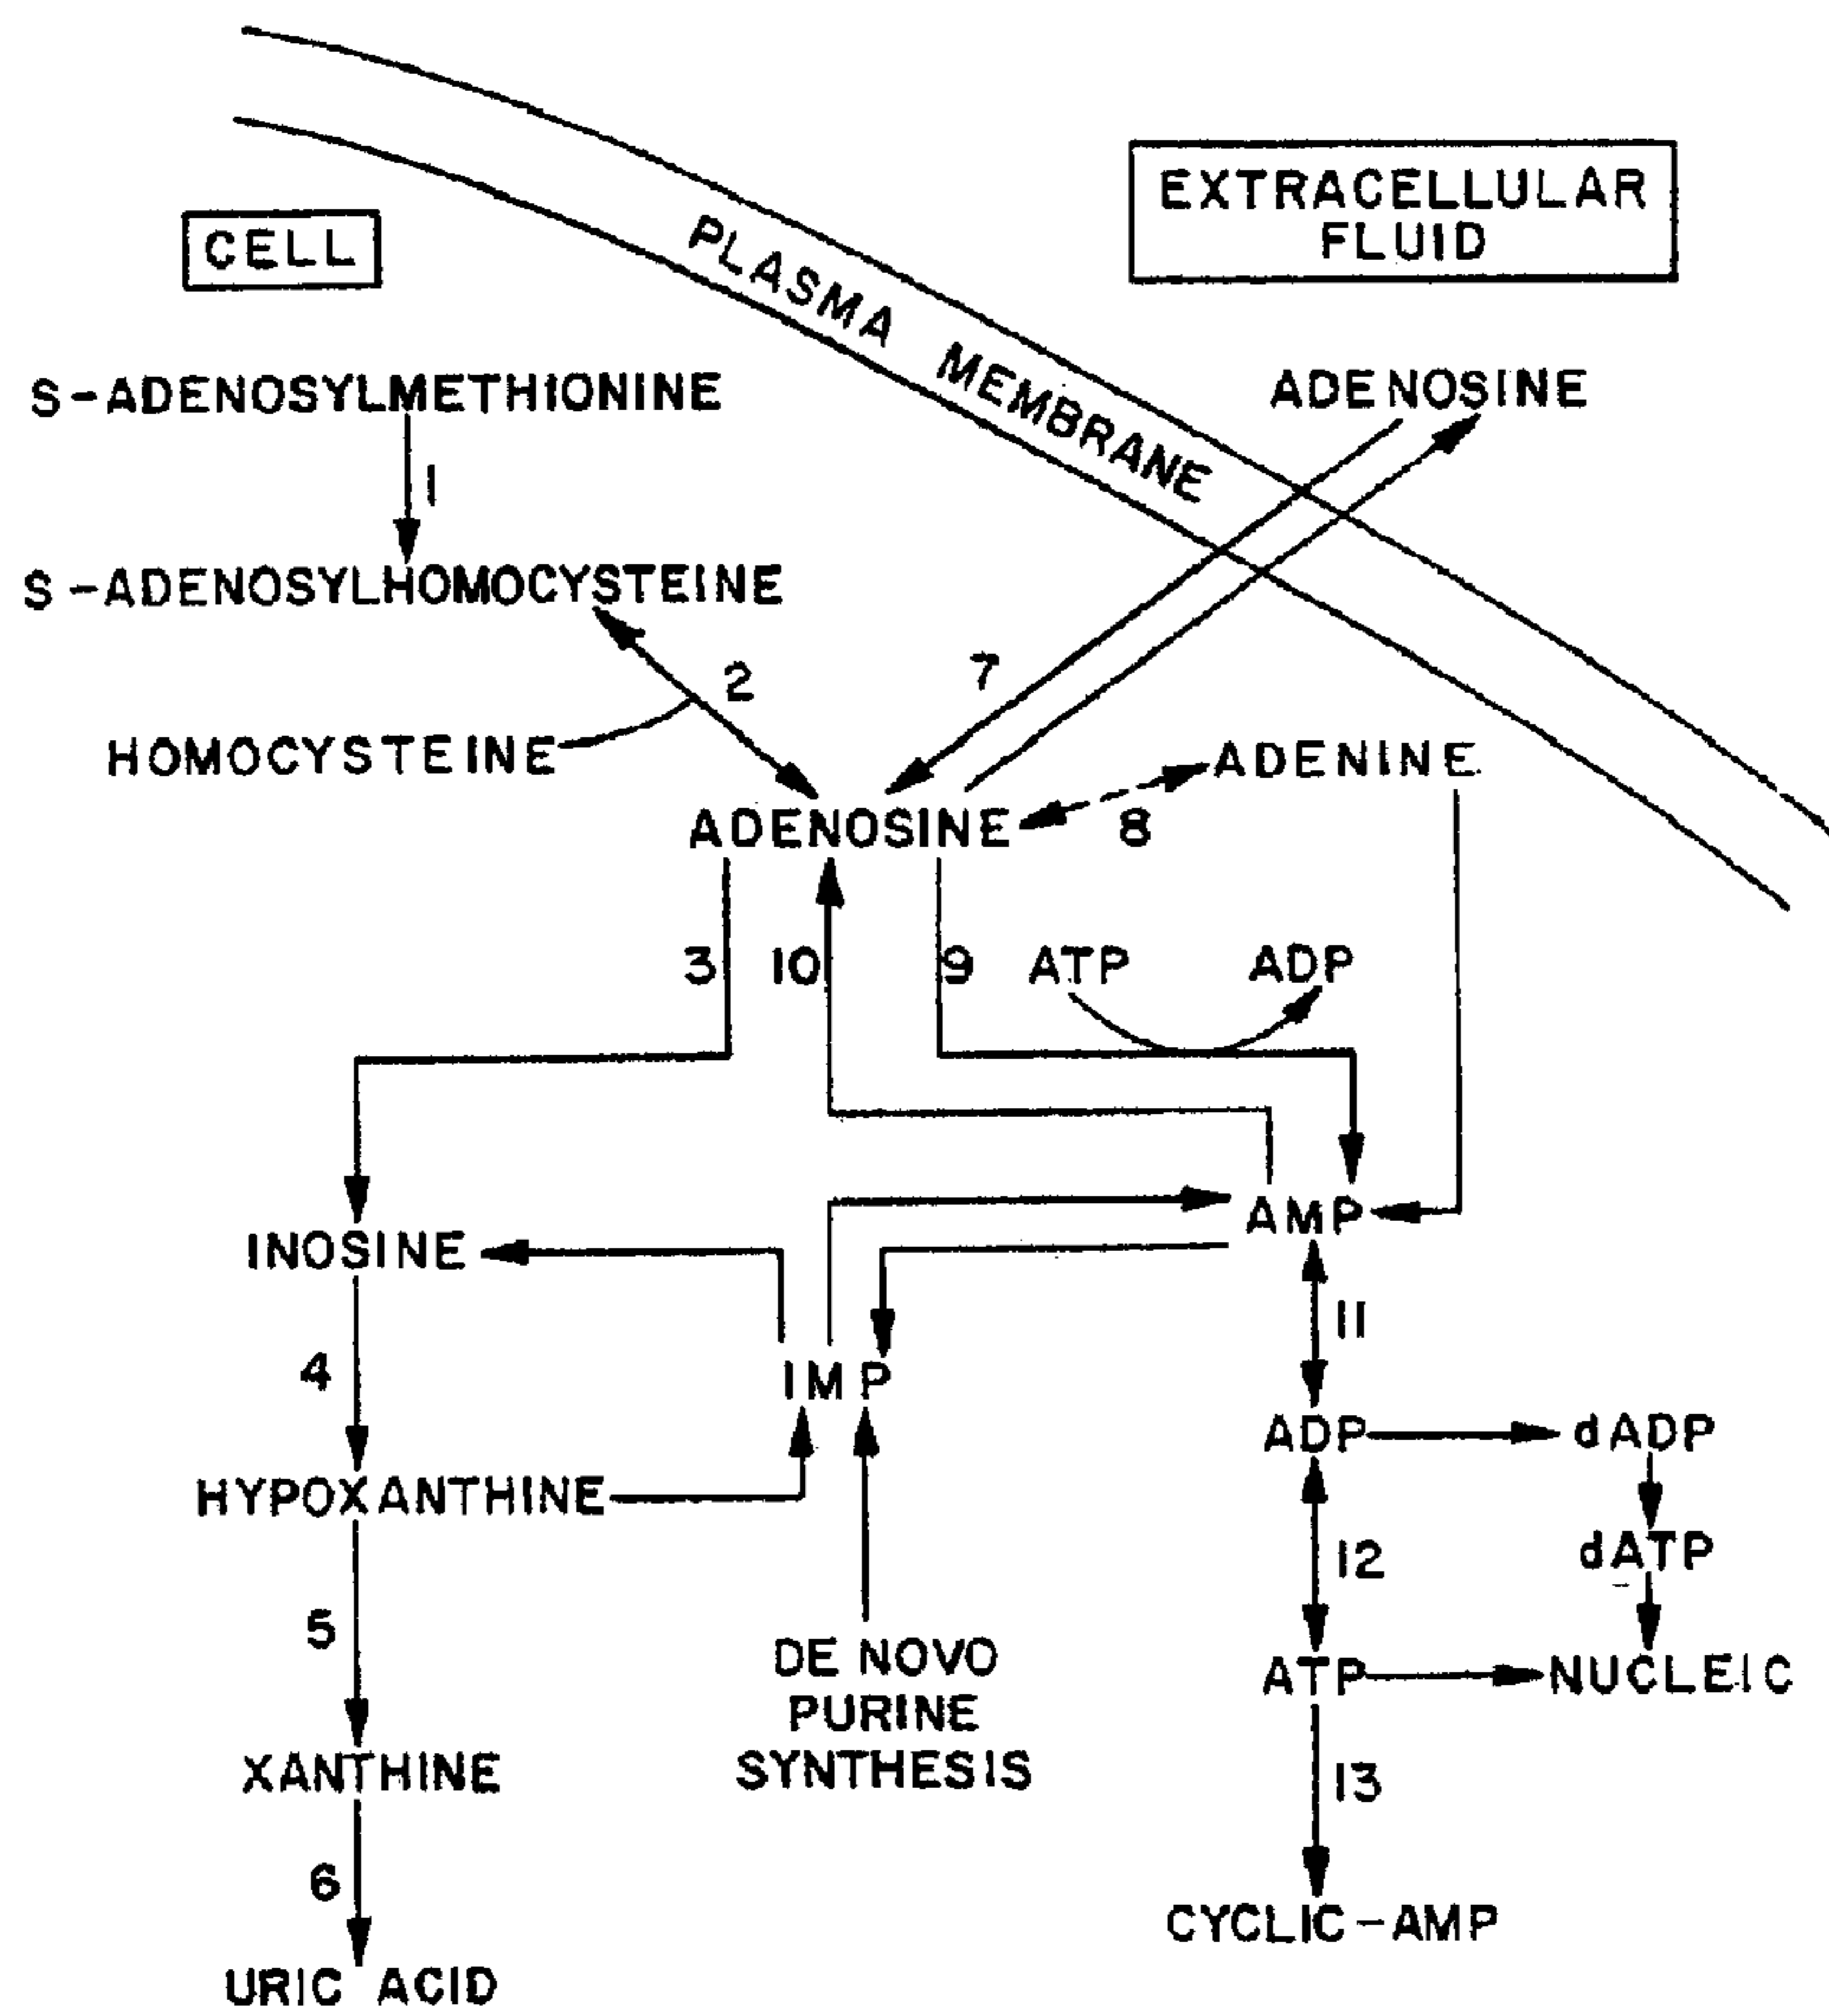 EXTRACELLULAR
FLUID
CELL
PLASMA MEMBRANE
S-ADENOSYLMETHIONINE
ADENOSINE
1
S-ADENOSYLHOMOCYSTEINE
2
7
HOMOCYSTEINE
ADENINE
ADENOSINE
8
3
10
9
ATP
ADP
INOSINE
AMP
11
4
IMP
ADP
dADP
HYPOXANTHINE
12
dATP
5
DE NOVO
PURINE
SYNTHESIS
ATP
NUCLEIC
XANTHINE
13
6
CYCLIC-AMP
URIC ACID